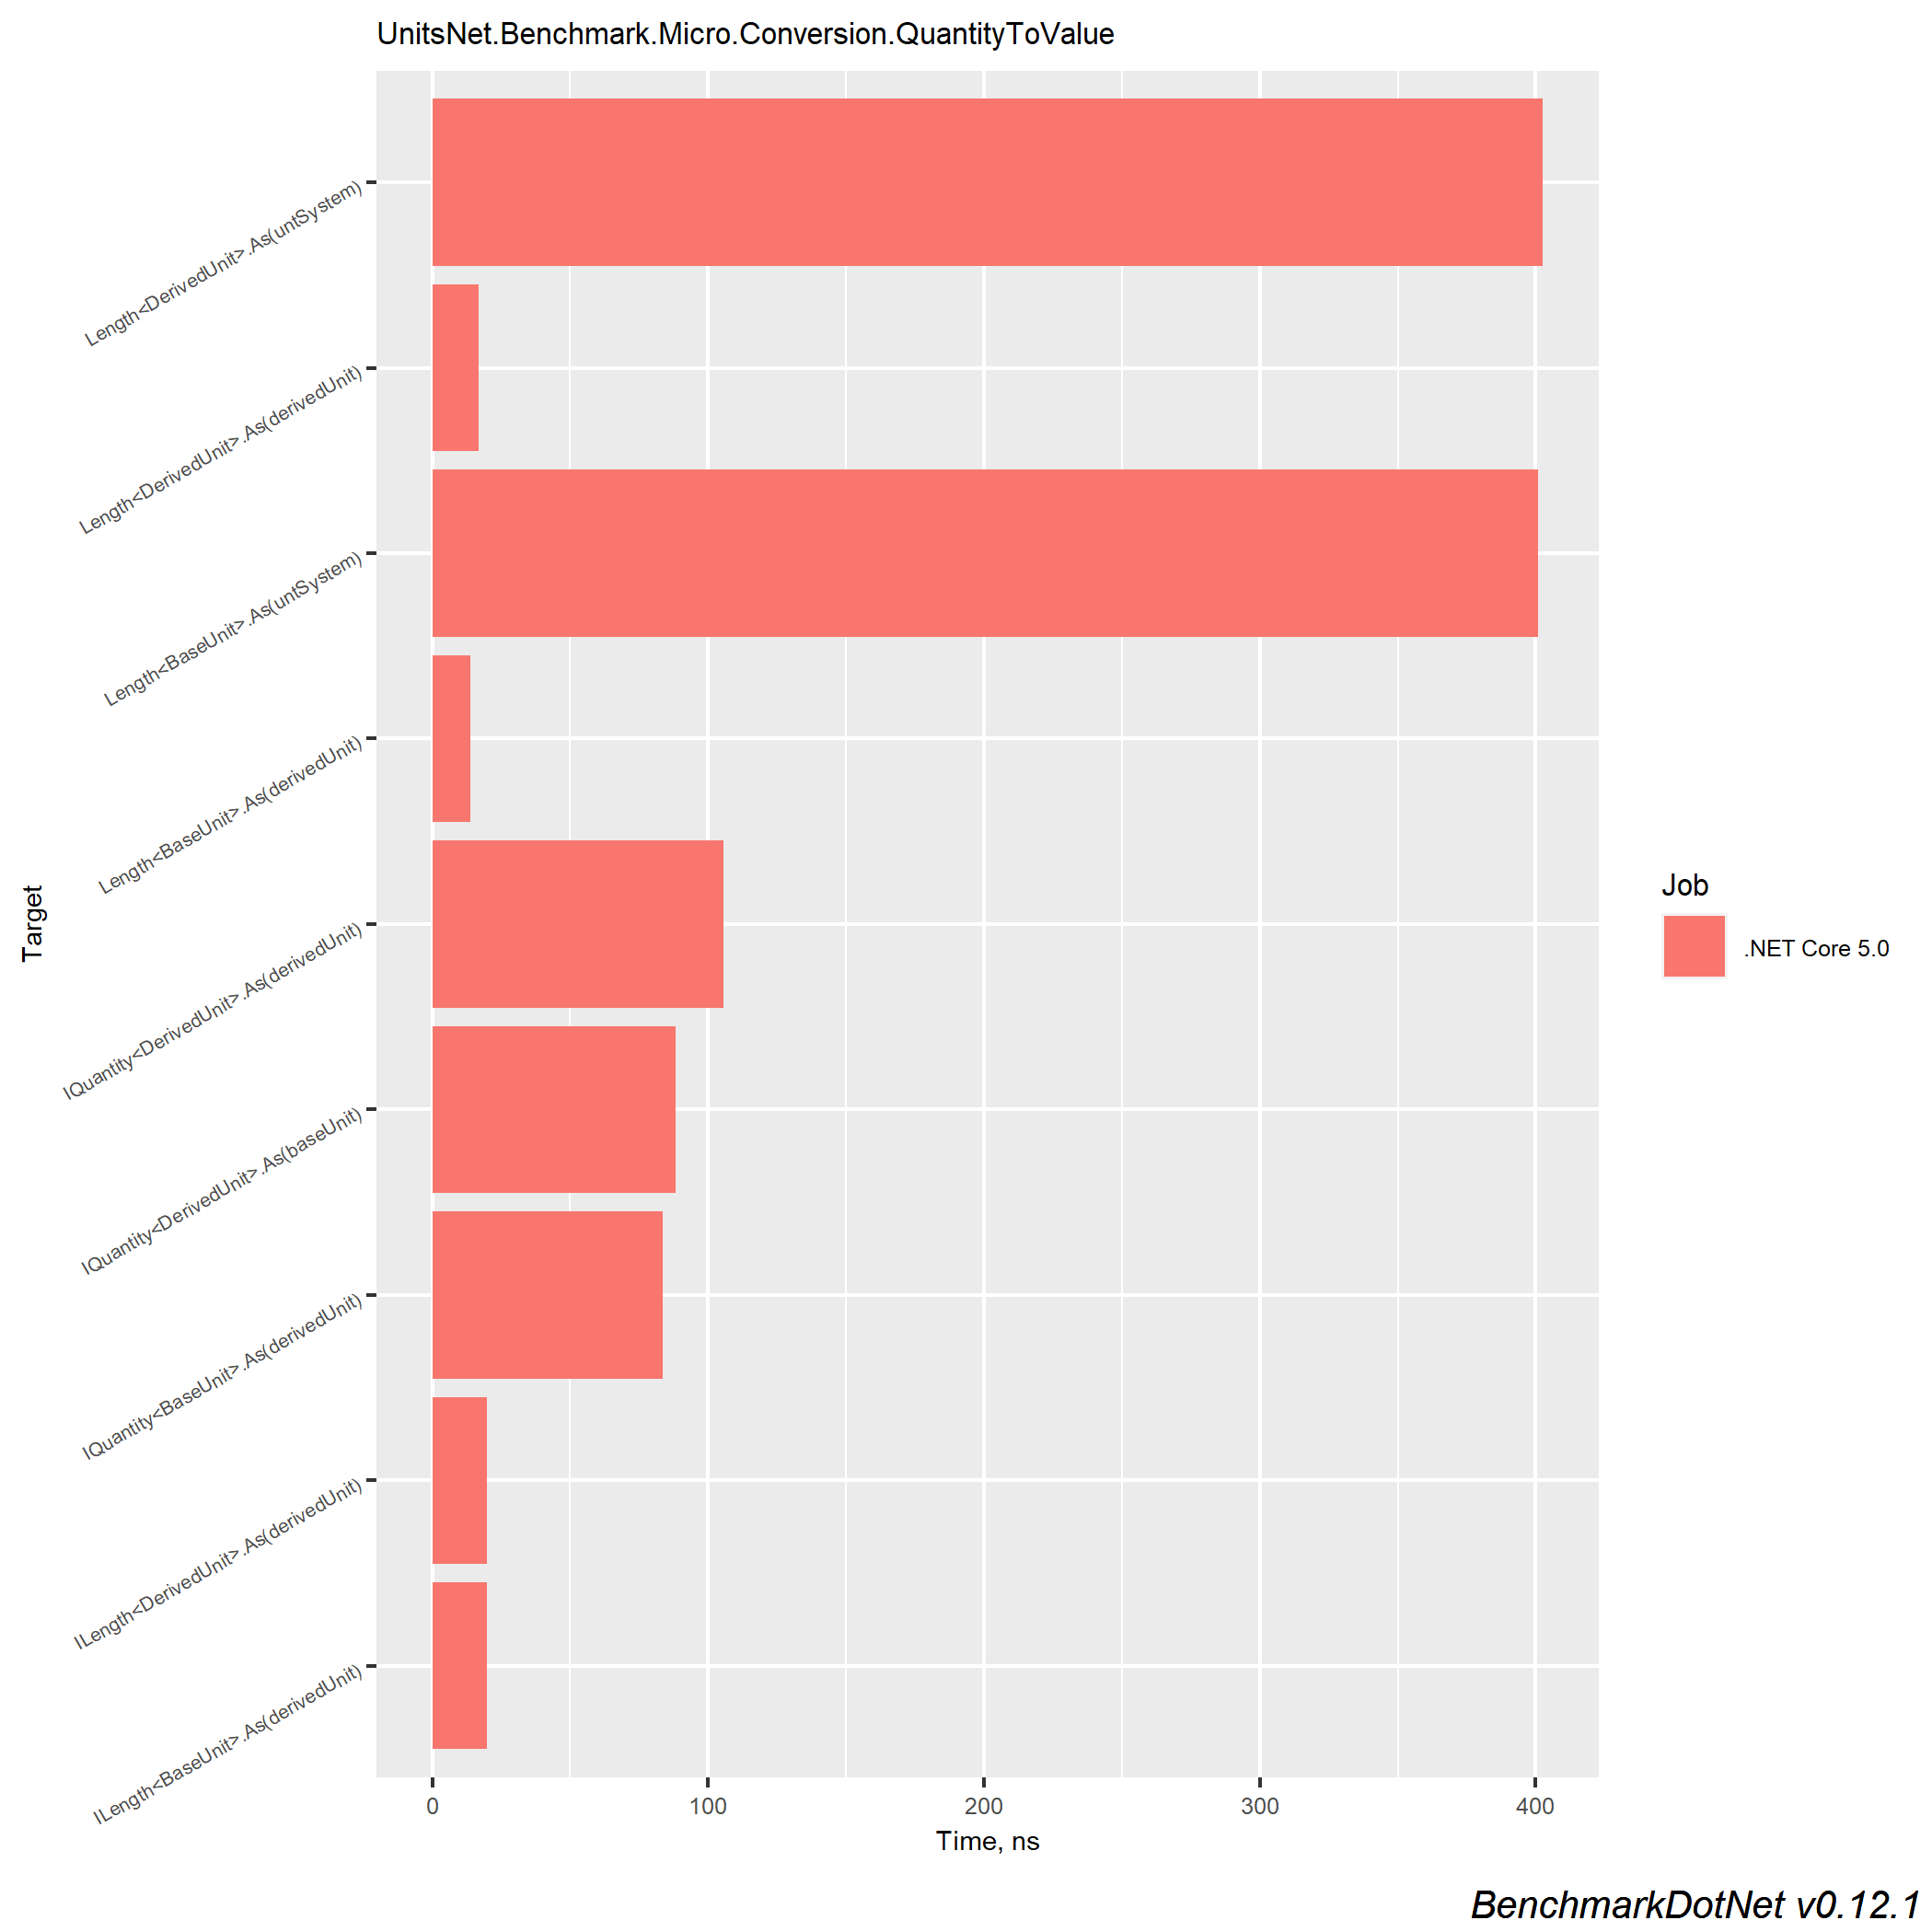 UnitsNet.Benchmark.Micro.Conversion.QuantityToValue
Length<DerivedUnit>.As(untSystem)
Length<DerivedUnit>.As(derivedUnit)
Length<BaseUnit>.As(untSystem)
Length<BaseUnit>.As(derivedUnit)
IQuantity<DerivedUnit>.As(derivedUnit)
IQuantity<DerivedUnit>.As(baseUnit)
IQuantity<BaseUnit>.As(derivedUnit)
ILength<DerivedUnit>.As(derivedUnit)
ILength<BaseUnit>.As(derivedUnit)
Target
0 100 200 300 400
Time, ns
Job
.NET Core 5.0
BenchmarkDotNet v0.12.1